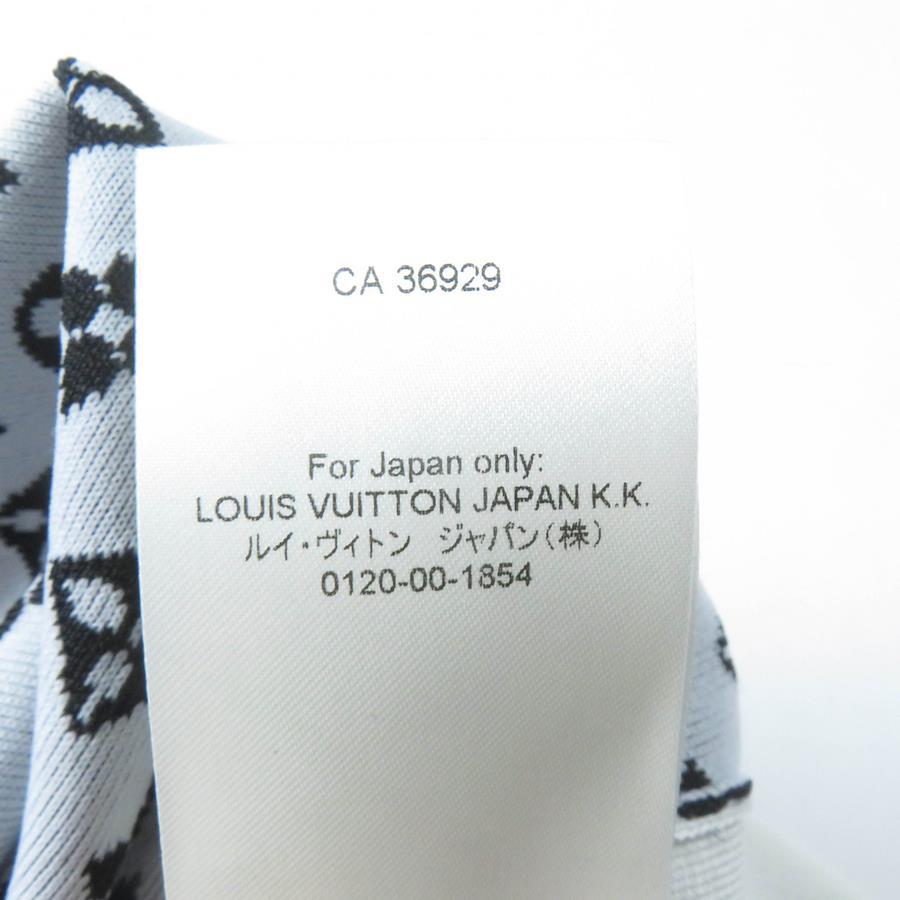 CA 36929
For Japan only:
LOUIS VUITTON JAPAN K.K.
ルイ・ヴィトン ジャパン(株)
0120-00-1854